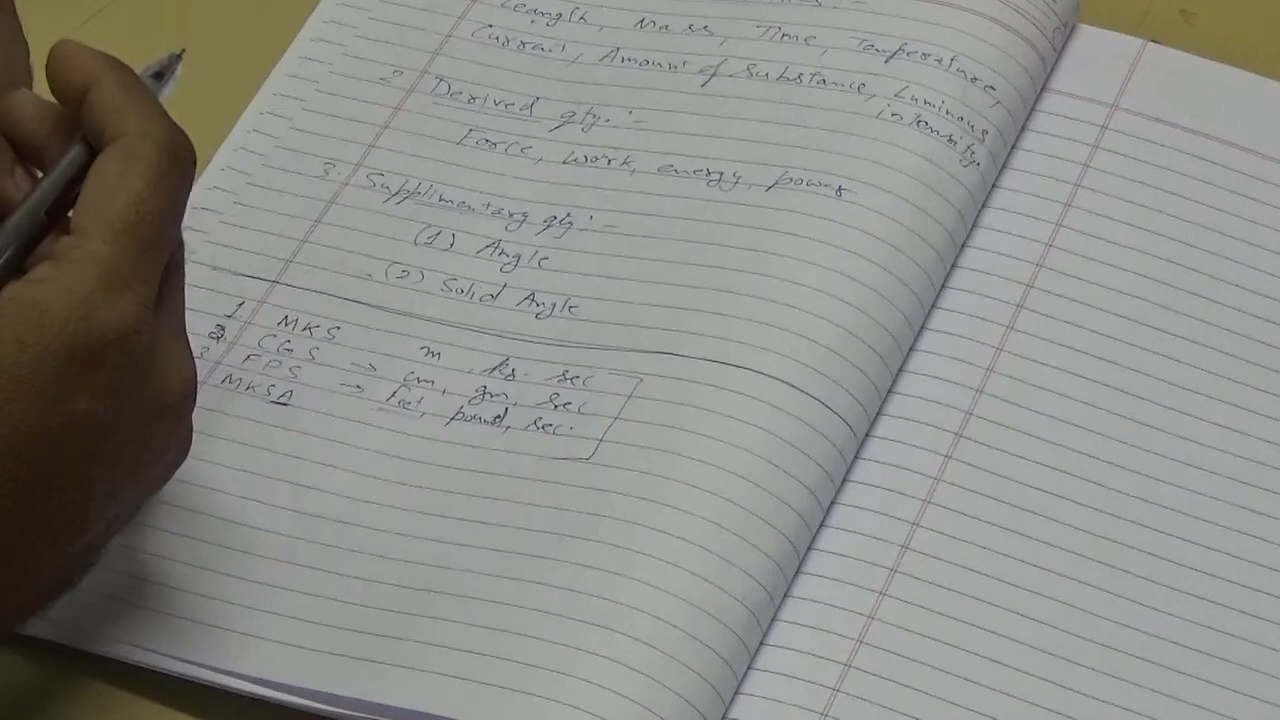 Leangth, Mass, Time, Temperature,
Currant, Amount of Substance, Luminous
intensity.
2. Derived qty. :-
Force, work, energy, power
3. Supplimentary qty :-
(1) Angle
(2) Solid Angle
1. MKS m, kg. sec
2. CGS → cm, gm, sec
3. FPS → feet, pound, sec.
MKSA